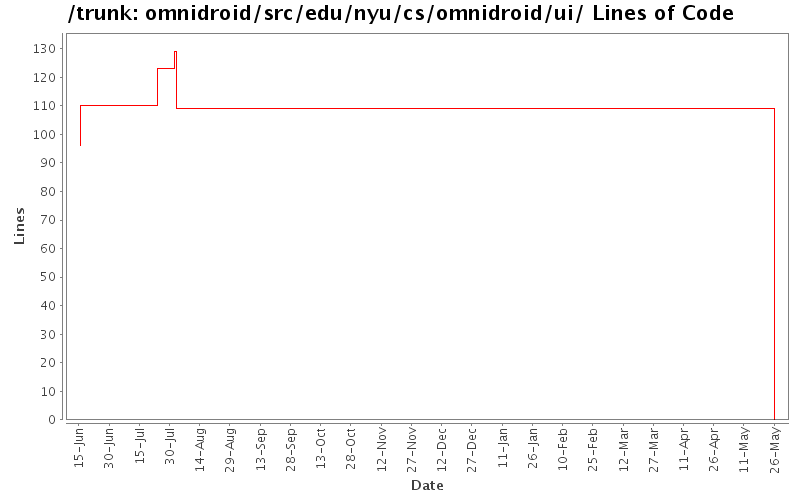 /trunk: omnidroid/src/edu/nyu/cs/omnidroid/ui/ Lines of Code
130
120
110
100
90
80
70
60
50
40
30
20
10
0
Lines
15-Jun
30-Jun
15-Jul
30-Jul
14-Aug
29-Aug
13-Sep
28-Sep
13-Oct
28-Oct
12-Nov
27-Nov
12-Dec
27-Dec
11-Jan
26-Jan
10-Feb
25-Feb
12-Mar
27-Mar
11-Apr
26-Apr
11-May
26-May
Date